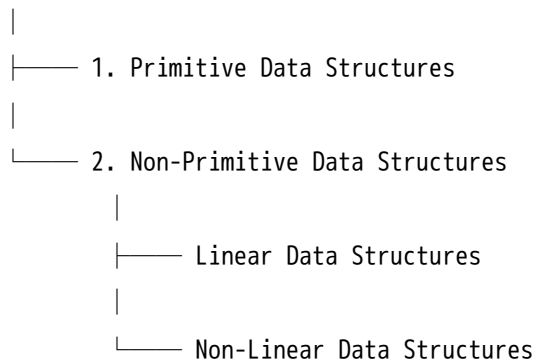 1. Primitive Data Structures
2. Non-Primitive Data Structures
Linear Data Structures
Non-Linear Data Structures